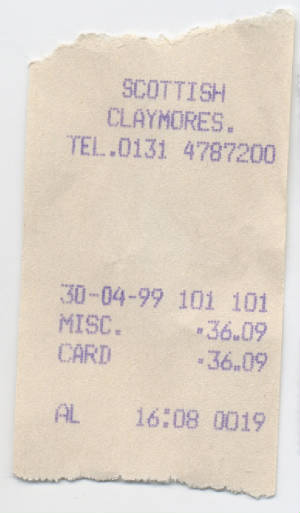 SCOTTISH
CLAYMORES.
TEL.0131 4787200
30-04-99 101 101
MISC. •36.09
CARD •36.09
AL 16:08 0019